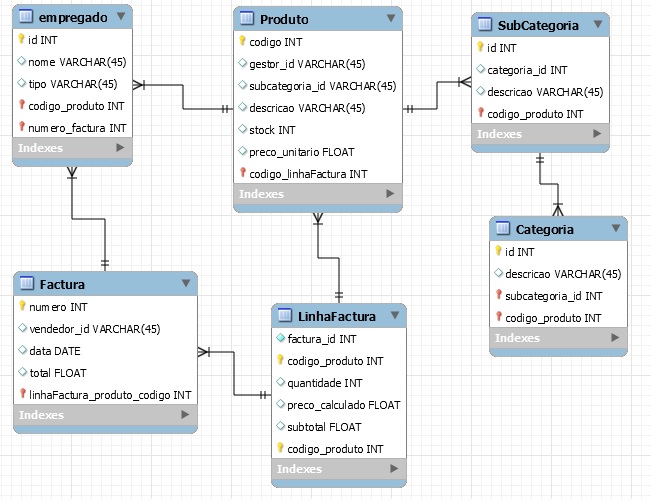 empregado
id INT
nome VARCHAR(45)
tipo VARCHAR(45)
codigo_produto INT
numero_factura INT
Indexes
Produto
codigo INT
gestor_id VARCHAR(45)
subcategoria_id VARCHAR(45)
descricao VARCHAR(45)
stock INT
preco_unitario FLOAT
codigo_linhaFactura INT
Indexes
SubCategoria
id INT
categoria_id INT
descricao VARCHAR(45)
codigo_produto INT
Indexes
Categoria
id INT
descricao VARCHAR(45)
subcategoria_id INT
codigo_produto INT
Indexes
Factura
numero INT
vendedor_id VARCHAR(45)
data DATE
total FLOAT
linhaFactura_produto_codigo INT
Indexes
LinhaFactura
factura_id INT
codigo_produto INT
quantidade INT
preco_calculado FLOAT
subtotal FLOAT
codigo_produto INT
Indexes